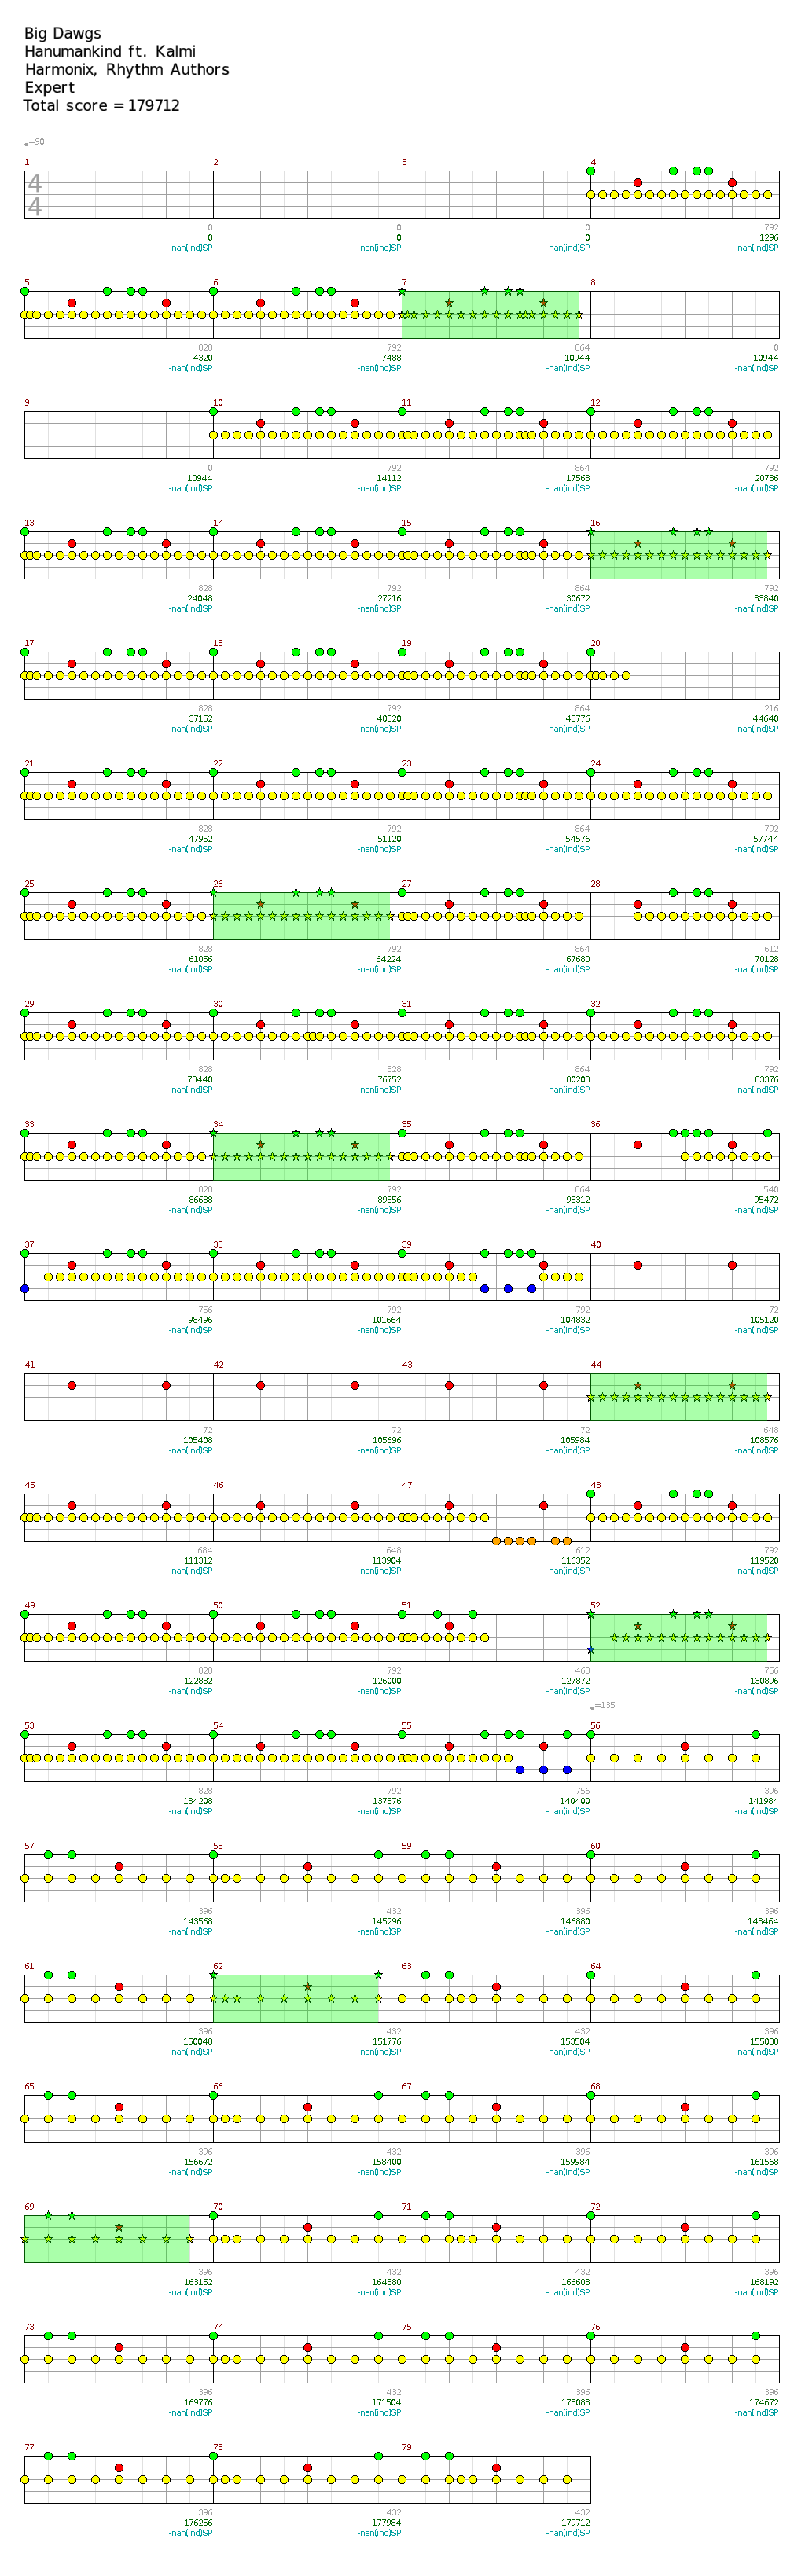 Big Dawgs
Hanumankind ft. Kalmi
Harmonix, Rhythm Authors
Expert
Total score = 179712
♩=90
1 2 3 4
4
4
0 0 0 792
0 0 0 1296
-nan(ind)SP -nan(ind)SP -nan(ind)SP
5 6 7 8
828 792 864 0
4320 7488 10944 10944
-nan(ind)SP -nan(ind)SP -nan(ind)SP -nan(ind)SP
9 10 11 12
0 792 864 792
10944 14112 17568 20736
-nan(ind)SP -nan(ind)SP -nan(ind)SP -nan(ind)SP
13 14 15 16
828 792 864 792
24048 27216 30672 33840
-nan(ind)SP -nan(ind)SP -nan(ind)SP -nan(ind)SP
17 18 19 20
828 792 864 216
37152 40320 43776 44640
-nan(ind)SP -nan(ind)SP -nan(ind)SP -nan(ind)SP
21 22 23 24
828 792 864 792
47952 51120 54576 57744
-nan(ind)SP -nan(ind)SP -nan(ind)SP -nan(ind)SP
25 26 27 28
828 792 864 612
61056 64224 67680 70128
-nan(ind)SP -nan(ind)SP -nan(ind)SP -nan(ind)SP
29 30 31 32
828 828 864 792
73440 76752 80208 83376
-nan(ind)SP -nan(ind)SP -nan(ind)SP -nan(ind)SP
33 34 35 36
828 792 864 540
86688 89856 93312 95472
-nan(ind)SP -nan(ind)SP -nan(ind)SP -nan(ind)SP
37 38 39 40
756 792 792 72
98496 101664 104832 105120
-nan(ind)SP -nan(ind)SP -nan(ind)SP -nan(ind)SP
41 42 43 44
72 72 72 648
105408 105696 105984 108576
-nan(ind)SP -nan(ind)SP -nan(ind)SP -nan(ind)SP
45 46 47 48
684 648 612 792
111312 113904 116352 119520
-nan(ind)SP -nan(ind)SP -nan(ind)SP -nan(ind)SP
49 50 51 52
828 792 468 756
122832 126000 127872 130896
-nan(ind)SP -nan(ind)SP -nan(ind)SP -nan(ind)SP
♩=135
53 54 55 56
828 792 756 396
134208 137376 140400 141984
-nan(ind)SP -nan(ind)SP -nan(ind)SP -nan(ind)SP
57 58 59 60
396 432 396 396
143568 145296 146880 148464
-nan(ind)SP -nan(ind)SP -nan(ind)SP -nan(ind)SP
61 62 63 64
396 432 432 396
150048 151776 153504 155088
-nan(ind)SP -nan(ind)SP -nan(ind)SP -nan(ind)SP
65 66 67 68
396 432 396 396
156672 158400 159984 161568
-nan(ind)SP -nan(ind)SP -nan(ind)SP -nan(ind)SP
69 70 71 72
396 432 432 396
163152 164880 166608 168192
-nan(ind)SP -nan(ind)SP -nan(ind)SP -nan(ind)SP
73 74 75 76
396 432 396 396
169776 171504 173088 174672
-nan(ind)SP -nan(ind)SP -nan(ind)SP -nan(ind)SP
77 78 79
396 432 432
176256 177984 179712
-nan(ind)SP -nan(ind)SP -nan(ind)SP